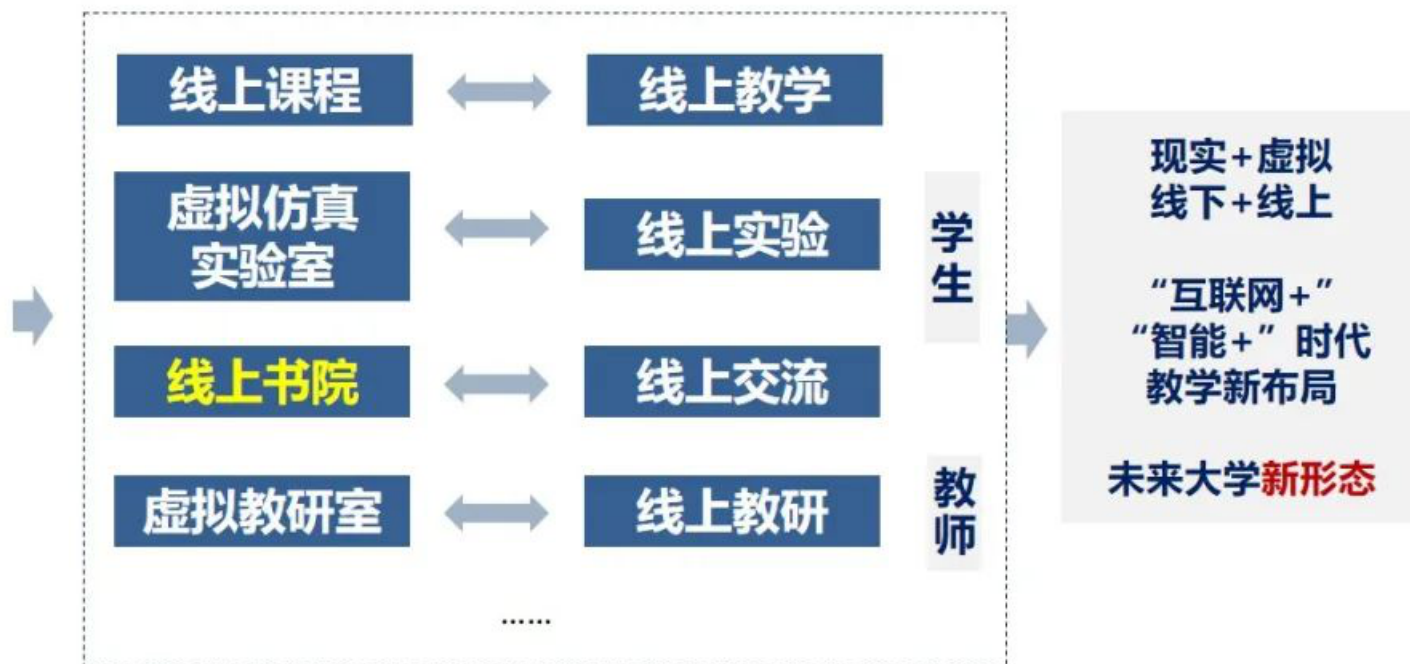 线上课程
线上教学
虚拟仿真
实验室
线上实验
线上书院
线上交流
虚拟教研室
线上教研
……
学
生
教
师
现实+虚拟
线下+线上
“互联网+”
“智能+”时代
教学新布局
未来大学新形态